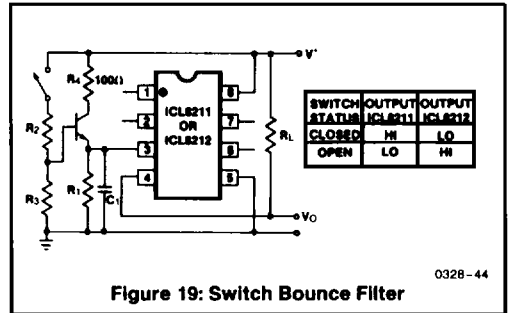 V⁺
R₄ 100Ω
R₂
R₃
R₁
C₁
1
2
3
4
ICL8211
OR
ICL8212
8
7
6
5
R_L
V_O
SWITCH STATUS OUTPUT ICL8211 OUTPUT ICL8212
CLOSED HI LO
OPEN LO HI
0328-44
Figure 19: Switch Bounce Filter